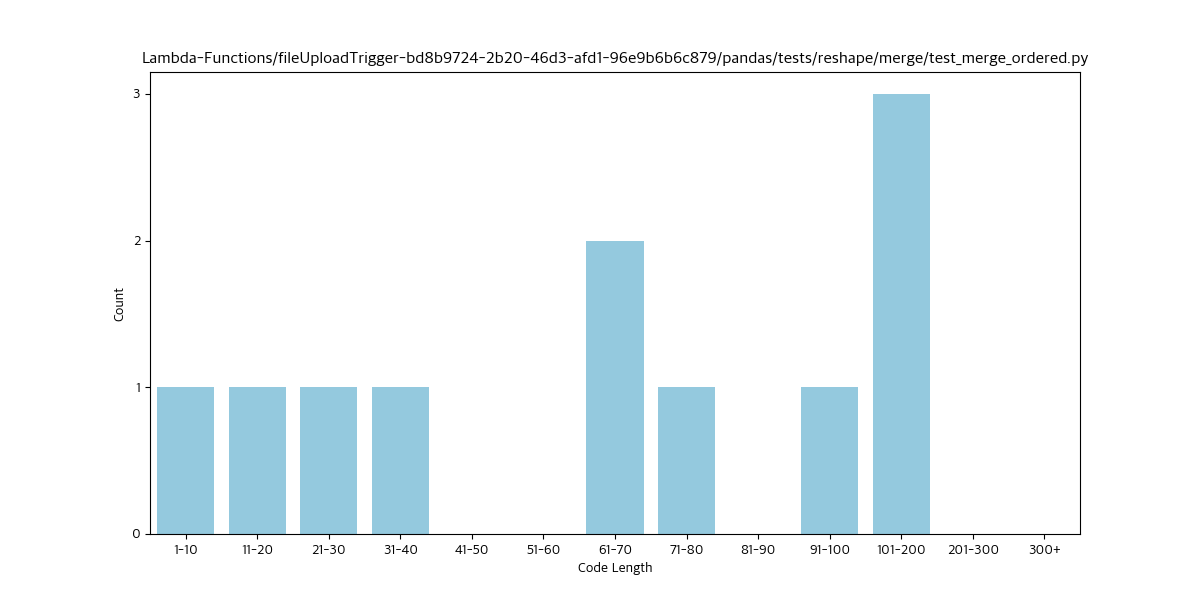 Lambda-Functions/fileUploadTrigger-bd8b9724-2b20-46d3-afd1-96e9b6b6c879/pandas/tests/reshape/merge/test_merge_ordered.py
3
2
1
0
Count
1-10 11-20 21-30 31-40 41-50 51-60 61-70 71-80 81-90 91-100 101-200 201-300 300+
Code Length